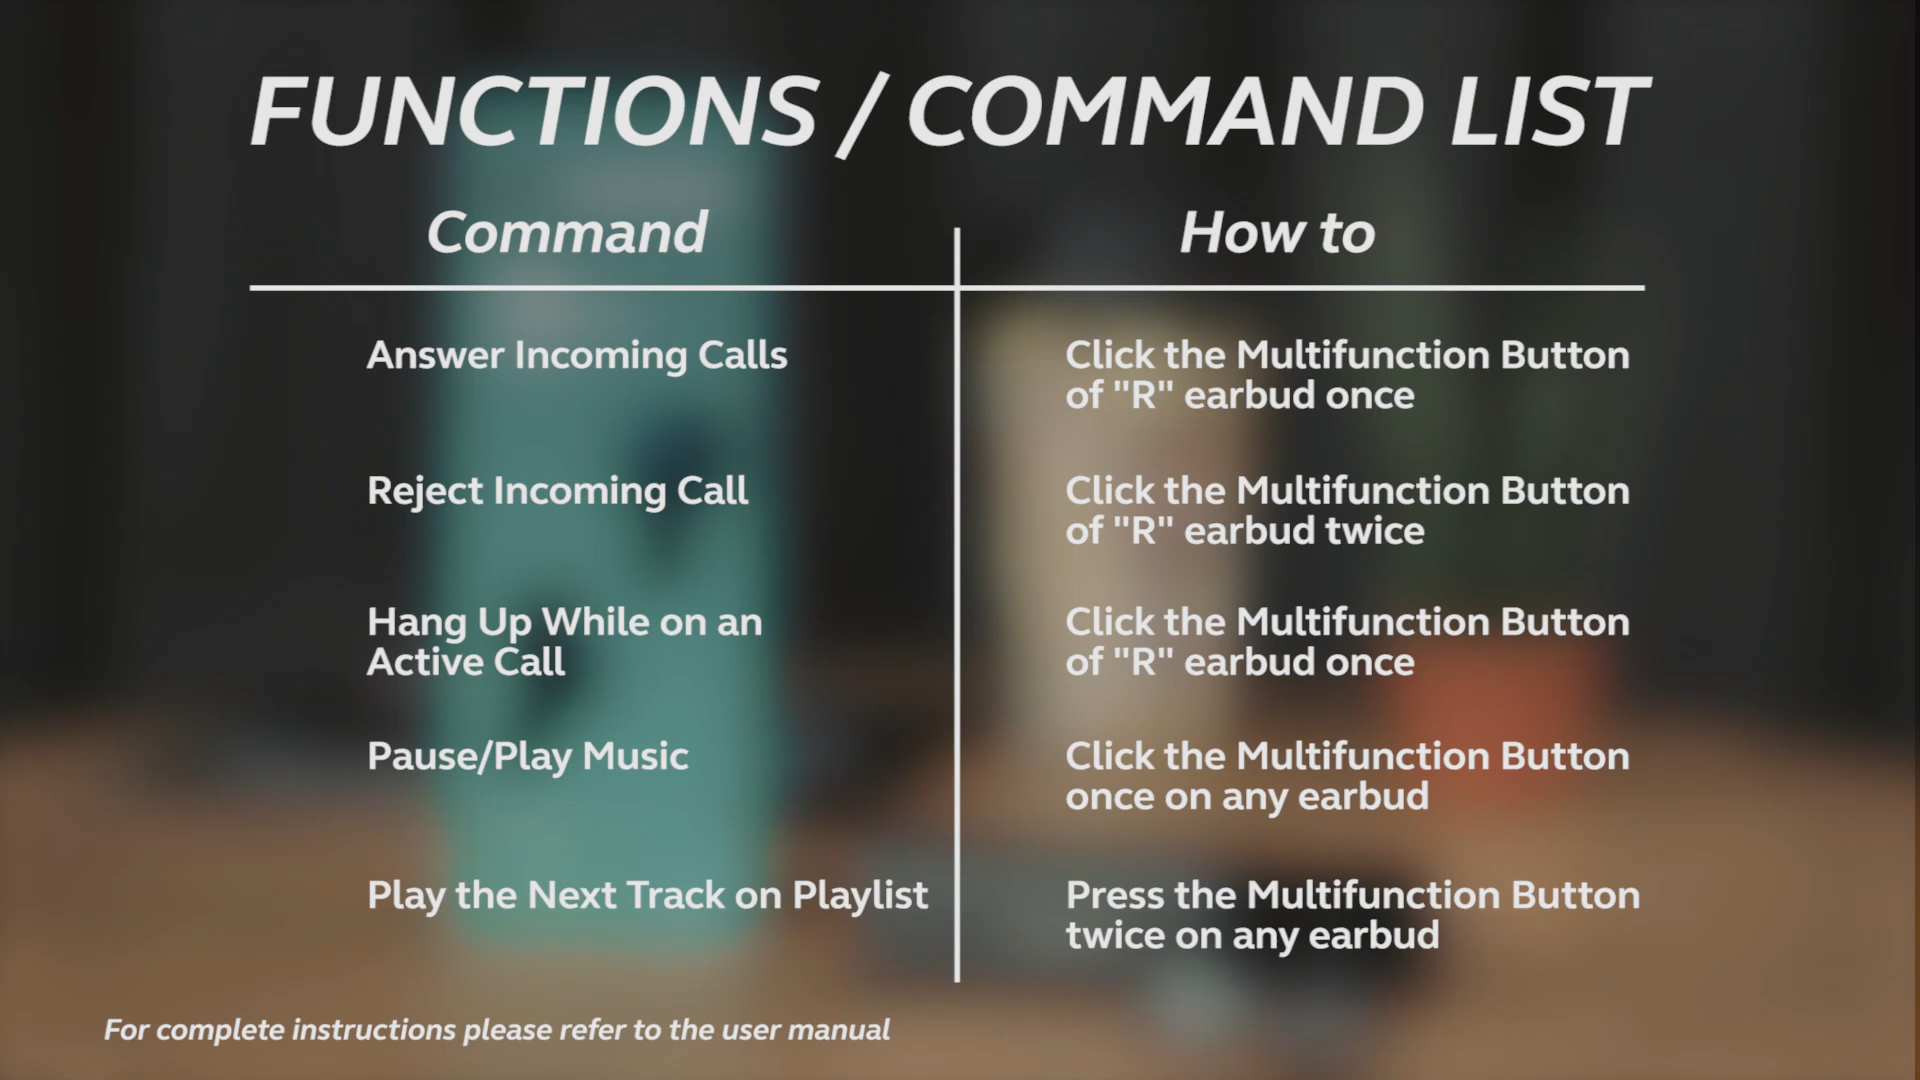 FUNCTIONS / COMMAND LIST
Command
How to
Answer Incoming Calls
Click the Multifunction Button
of "R" earbud once
Reject Incoming Call
Click the Multifunction Button
of "R" earbud twice
Hang Up While on an
Active Call
Click the Multifunction Button
of "R" earbud once
Pause/Play Music
Click the Multifunction Button
once on any earbud
Play the Next Track on Playlist
Press the Multifunction Button
twice on any earbud
For complete instructions please refer to the user manual